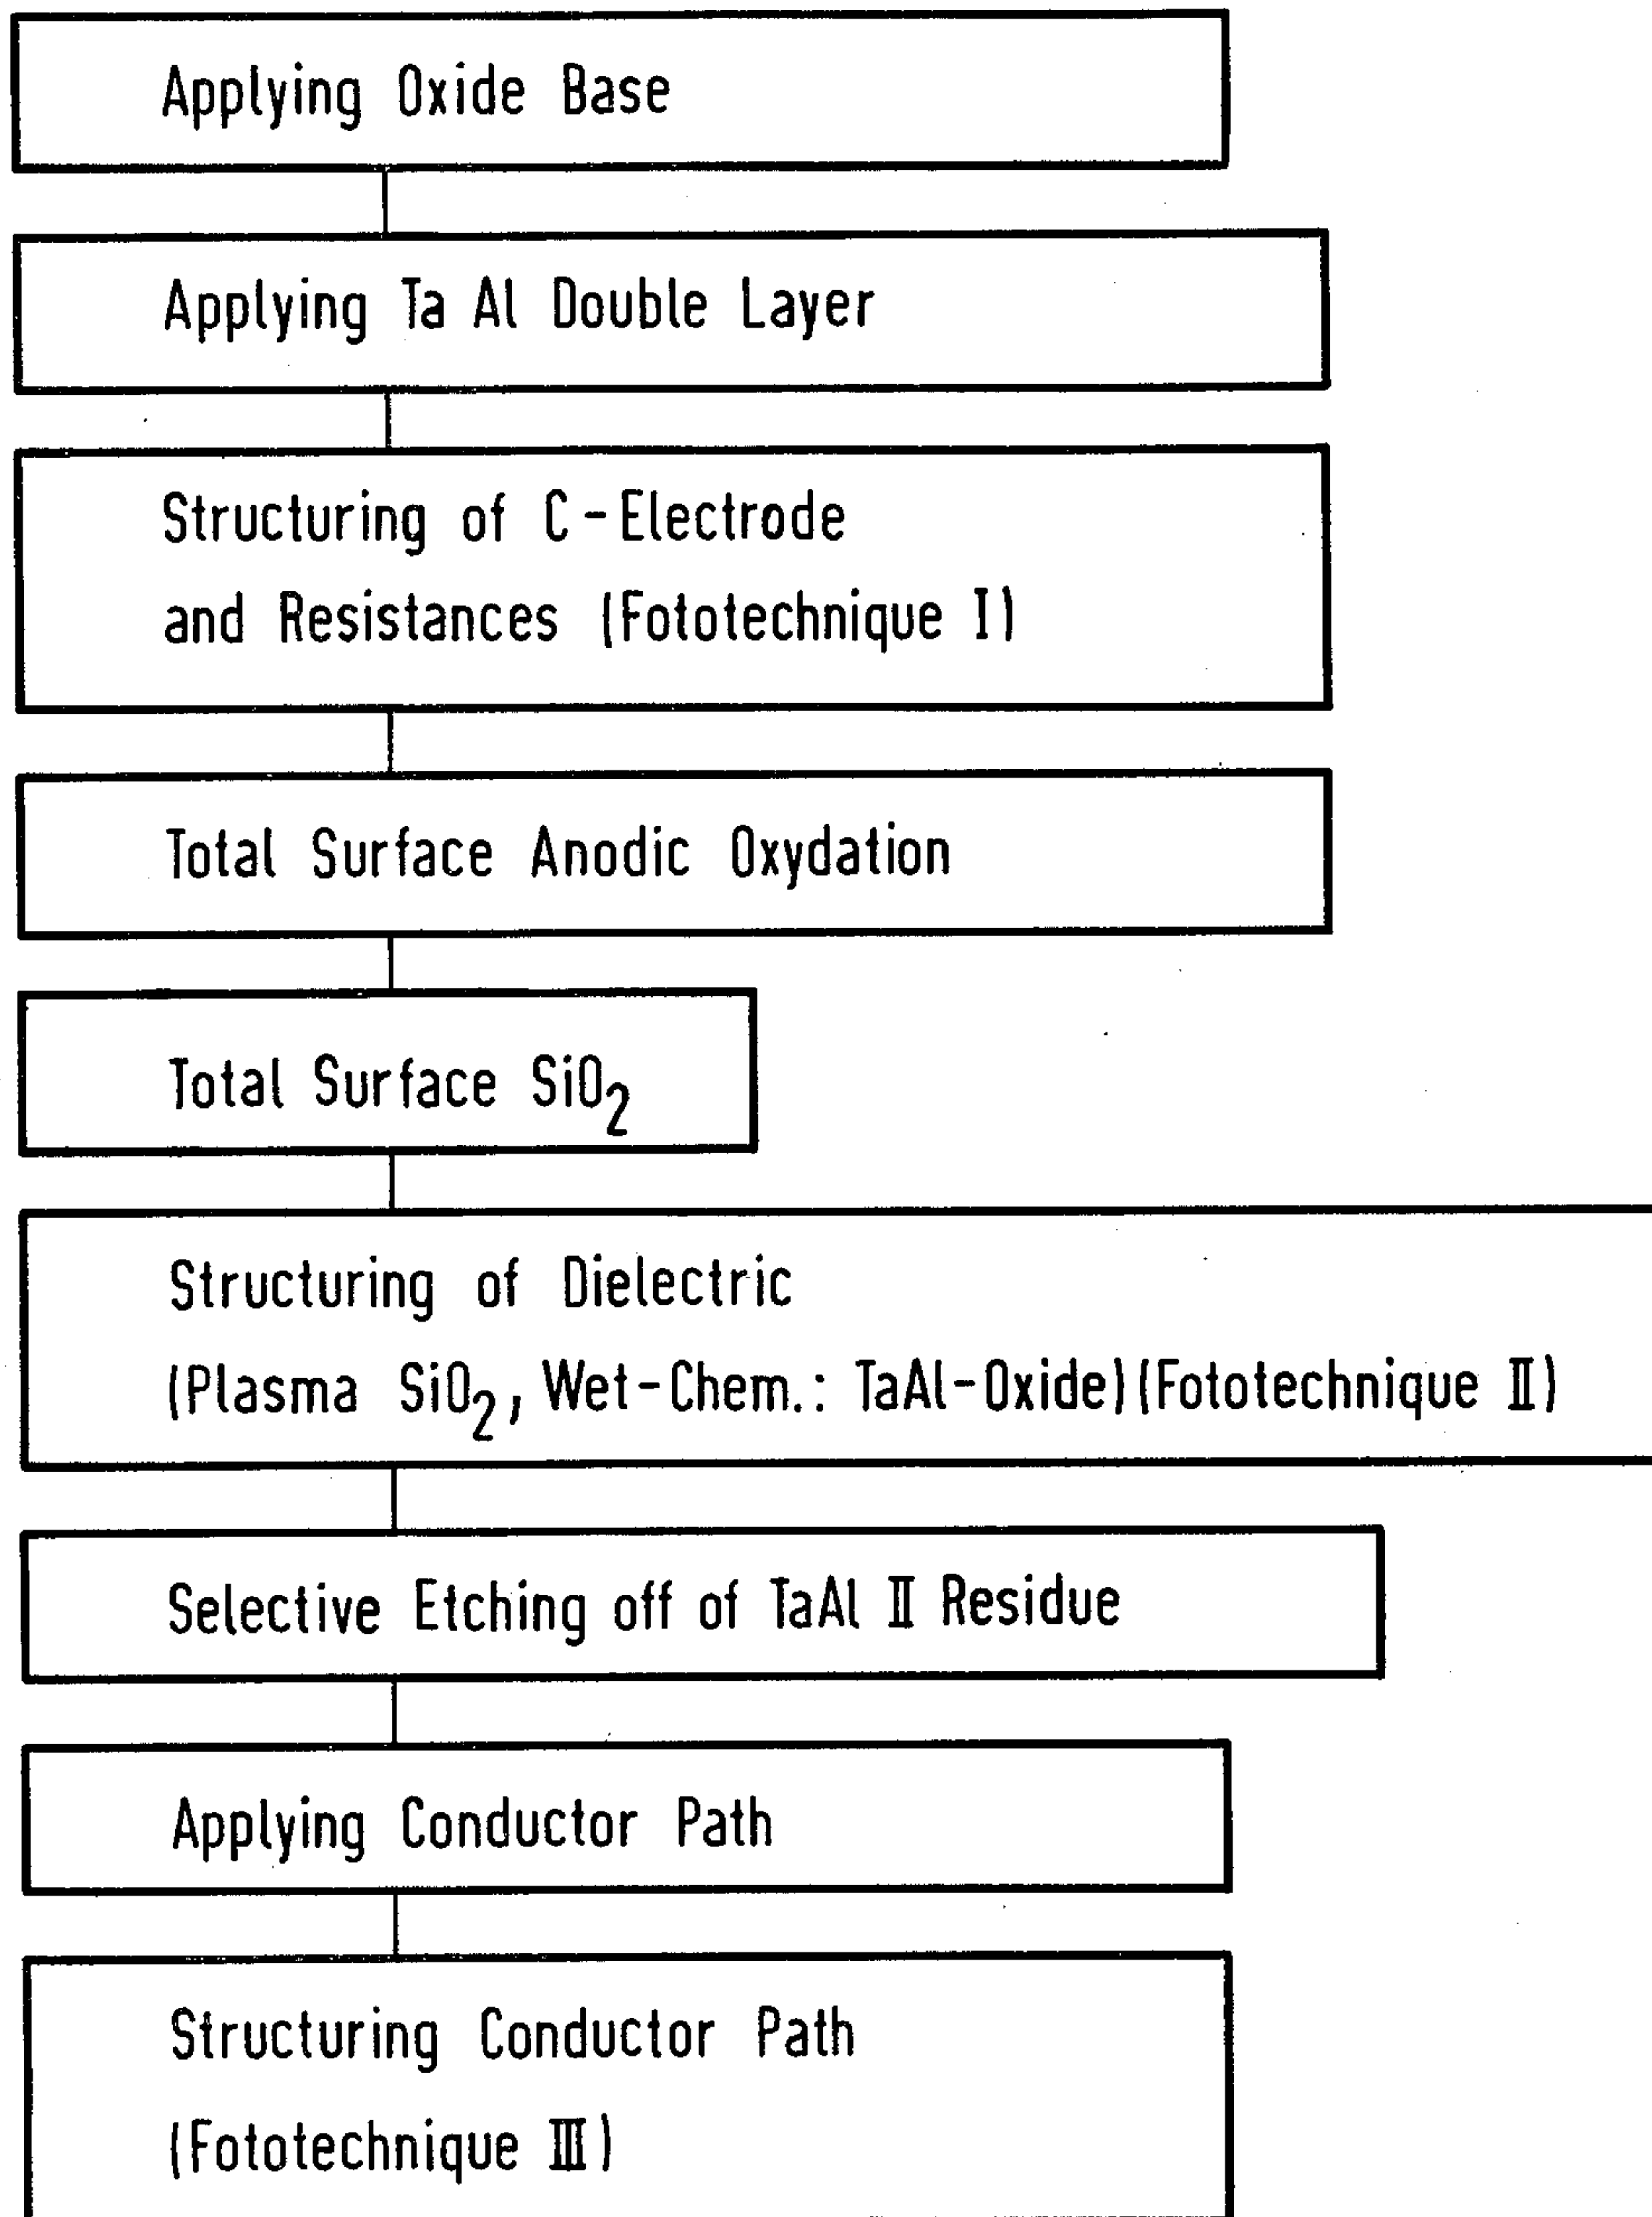 Applying Oxide Base
Applying Ta Al Double Layer
Structuring of C-Electrode
and Resistances (Fototechnique I)
Total Surface Anodic Oxydation
Total Surface SiO₂
Structuring of Dielectric
(Plasma SiO₂, Wet-Chem.: TaAl-Oxide)(Fototechnique II)
Selective Etching off of TaAl II Residue
Applying Conductor Path
Structuring Conductor Path
(Fototechnique III)